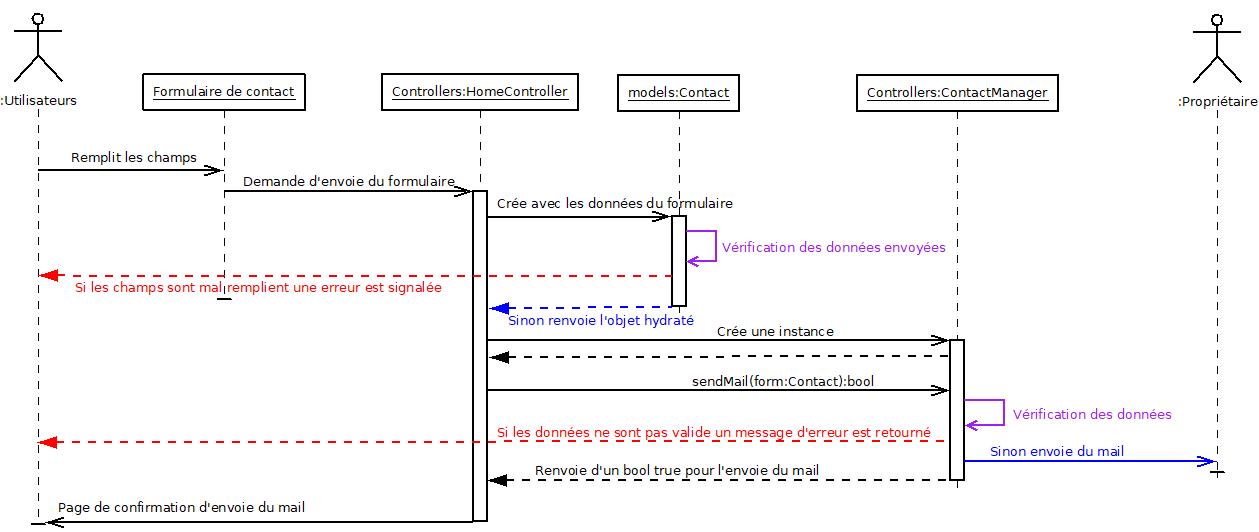 :Utilisateurs
Formulaire de contact
Controllers:HomeController
models:Contact
Controllers:ContactManager
:Propriétaire
Remplit les champs
Demande d'envoie du formulaire
Crée avec les données du formulaire
Vérification des données envoyées
Si les champs sont mal remplient une erreur est signalée
Sinon renvoie l'objet hydraté
Crée une instance
sendMail(form:Contact):bool
Vérification des données
Si les données ne sont pas valide un message d'erreur est retourné
Sinon envoie du mail
Renvoie d'un bool true pour l'envoie du mail
Page de confirmation d'envoie du mail